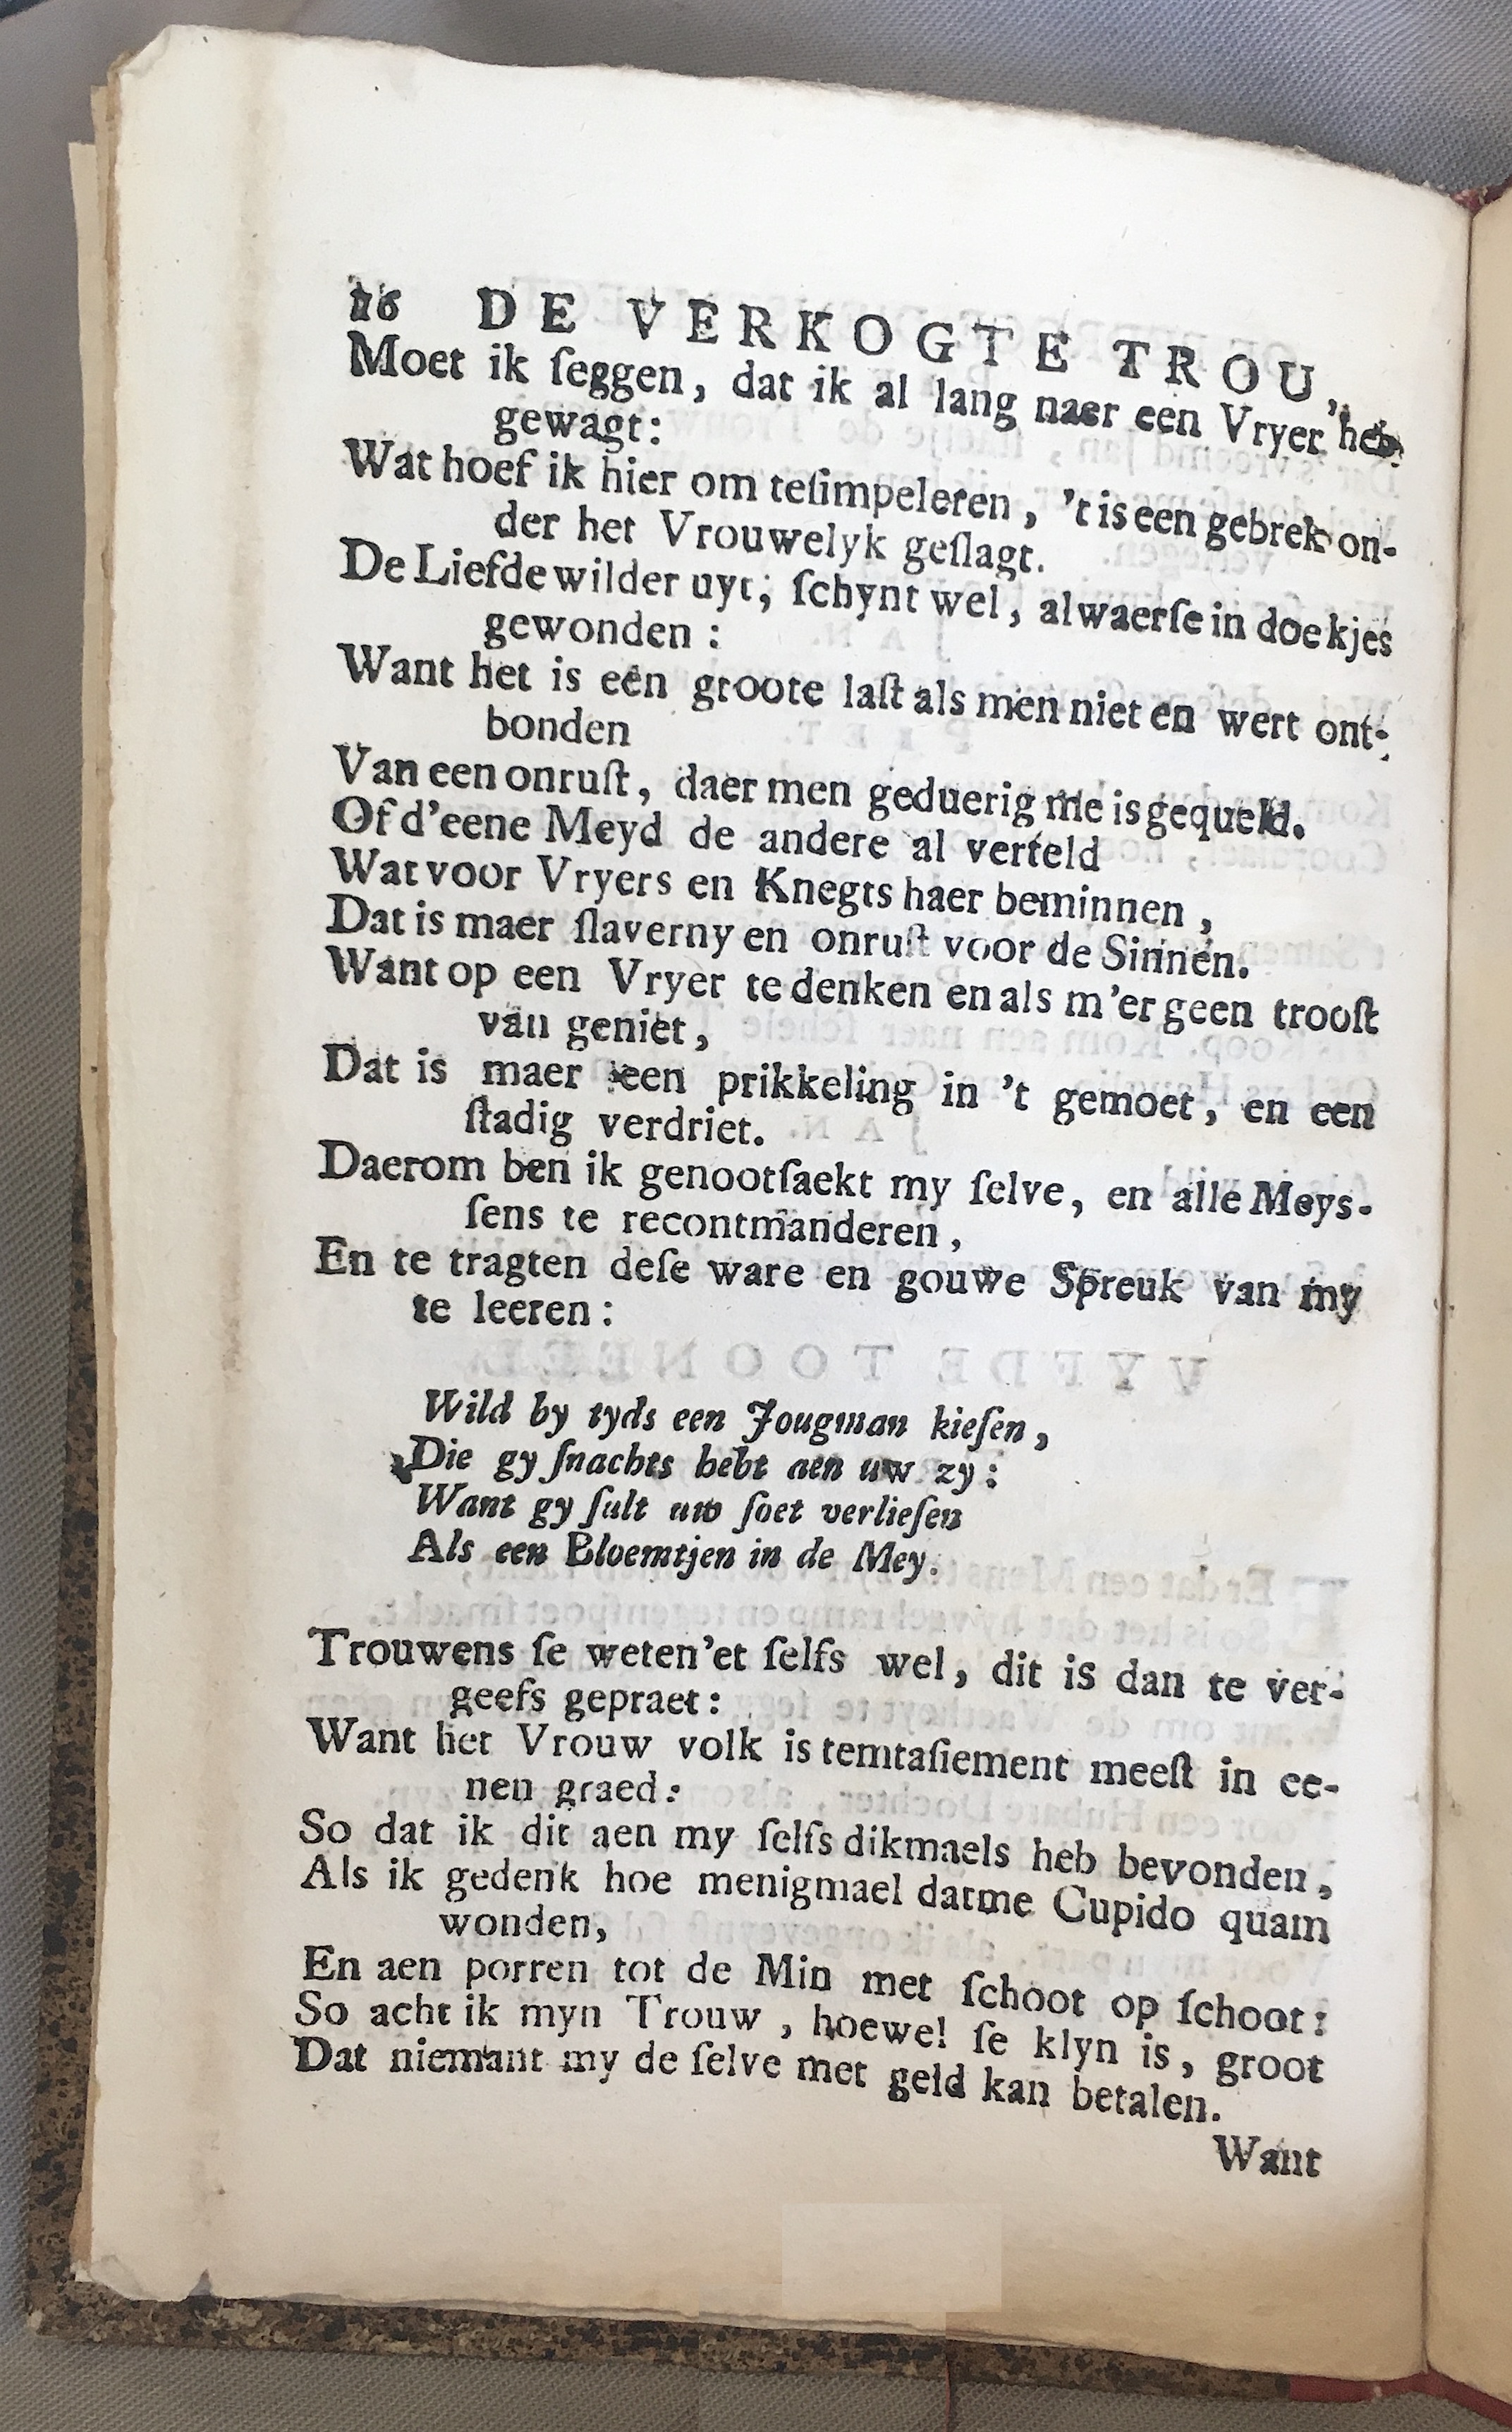 16 DE VERKOGTE TROU,
Moet ik ſeggen, dat ik al lang naer een Vryer 't heb
gewagt:
Wat hoef ik hier om teſimpeleren, 't is een gebrek on-
der het Vrouwelyk geſlagt.
De Liefde wilder uyt; ſchynt wel, al waerſe in doekjes
gewonden:
Want het is een groote laſt als men niet en wert ont-
bonden
Van een onruſt, daer men geduerig me is gequeld.
Of d'eene Meyd de andere al verteld
Wat voor Vryers en Knegts haer beminnen,
Dat is maer ſlaverny en onruſt voor de Sinnen.
Want op een Vryer te denken en als m'er geen trooſt
van geniet,
Dat is maer een prikkeling in 't gemoet, en een
ſtadig verdriet.
Daerom ben ik genootſaekt my ſelve, en alle Meys-
ſens te recontmanderen,
En te tragten deſe ware en gouwe Spreuk van my
te leeren:
Wild by tyds een Jougman kieſen,
Die gy ſnachts hebt aen uw zy:
Want gy ſult uw ſoet verlieſen
Als een Bloemtjen in de Mey.
Trouwens ſe weten'et ſelfs wel, dit is dan te ver-
geefs gepraet:
Want het Vrouw volk is temtaſiement meeſt in ee-
nen graed:
So dat ik dit aen my ſelfs dikmaels heb bevonden,
Als ik gedenk hoe menigmael datme Cupido quam
wonden,
En aen porren tot de Min met ſchoot op ſchoot:
So acht ik myn Trouw, hoewel ſe klyn is, groot
Dat niemant my de ſelve met geld kan betalen.
Want